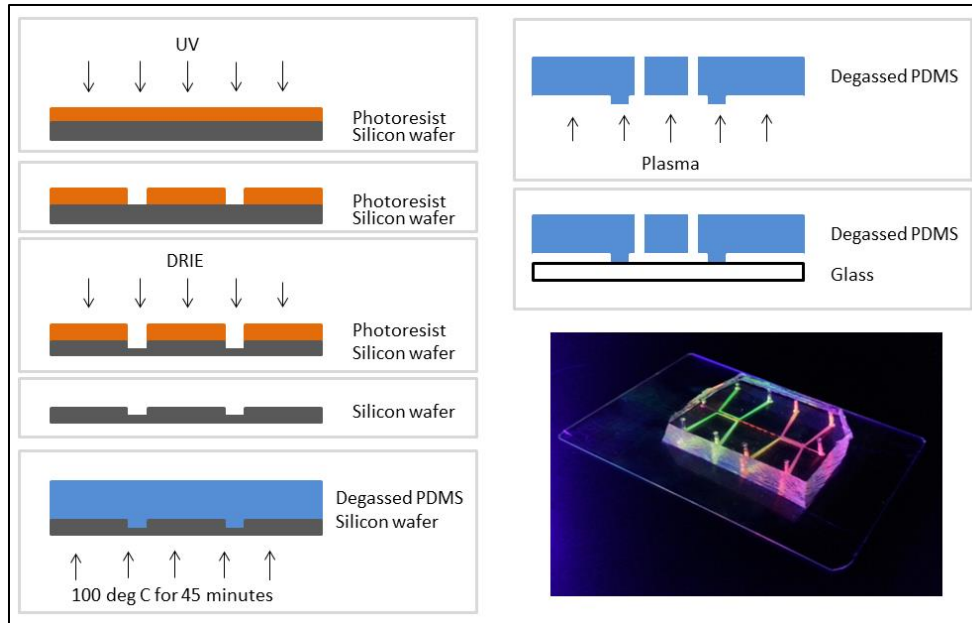 UV
Photoresist
Silicon wafer
Photoresist
Silicon wafer
DRIE
Photoresist
Silicon wafer
Silicon wafer
Degassed PDMS
Silicon wafer
100 deg C for 45 minutes
Degassed PDMS
Plasma
Degassed PDMS
Glass